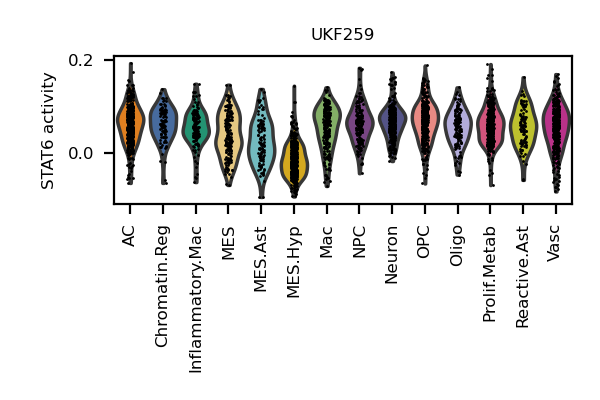 UKF259
STAT6 activity
0.2
0.0
AC
Chromatin.Reg
Inflammatory.Mac
MES
MES.Ast
MES.Hyp
Mac
NPC
Neuron
OPC
Oligo
Prolif.Metab
Reactive.Ast
Vasc